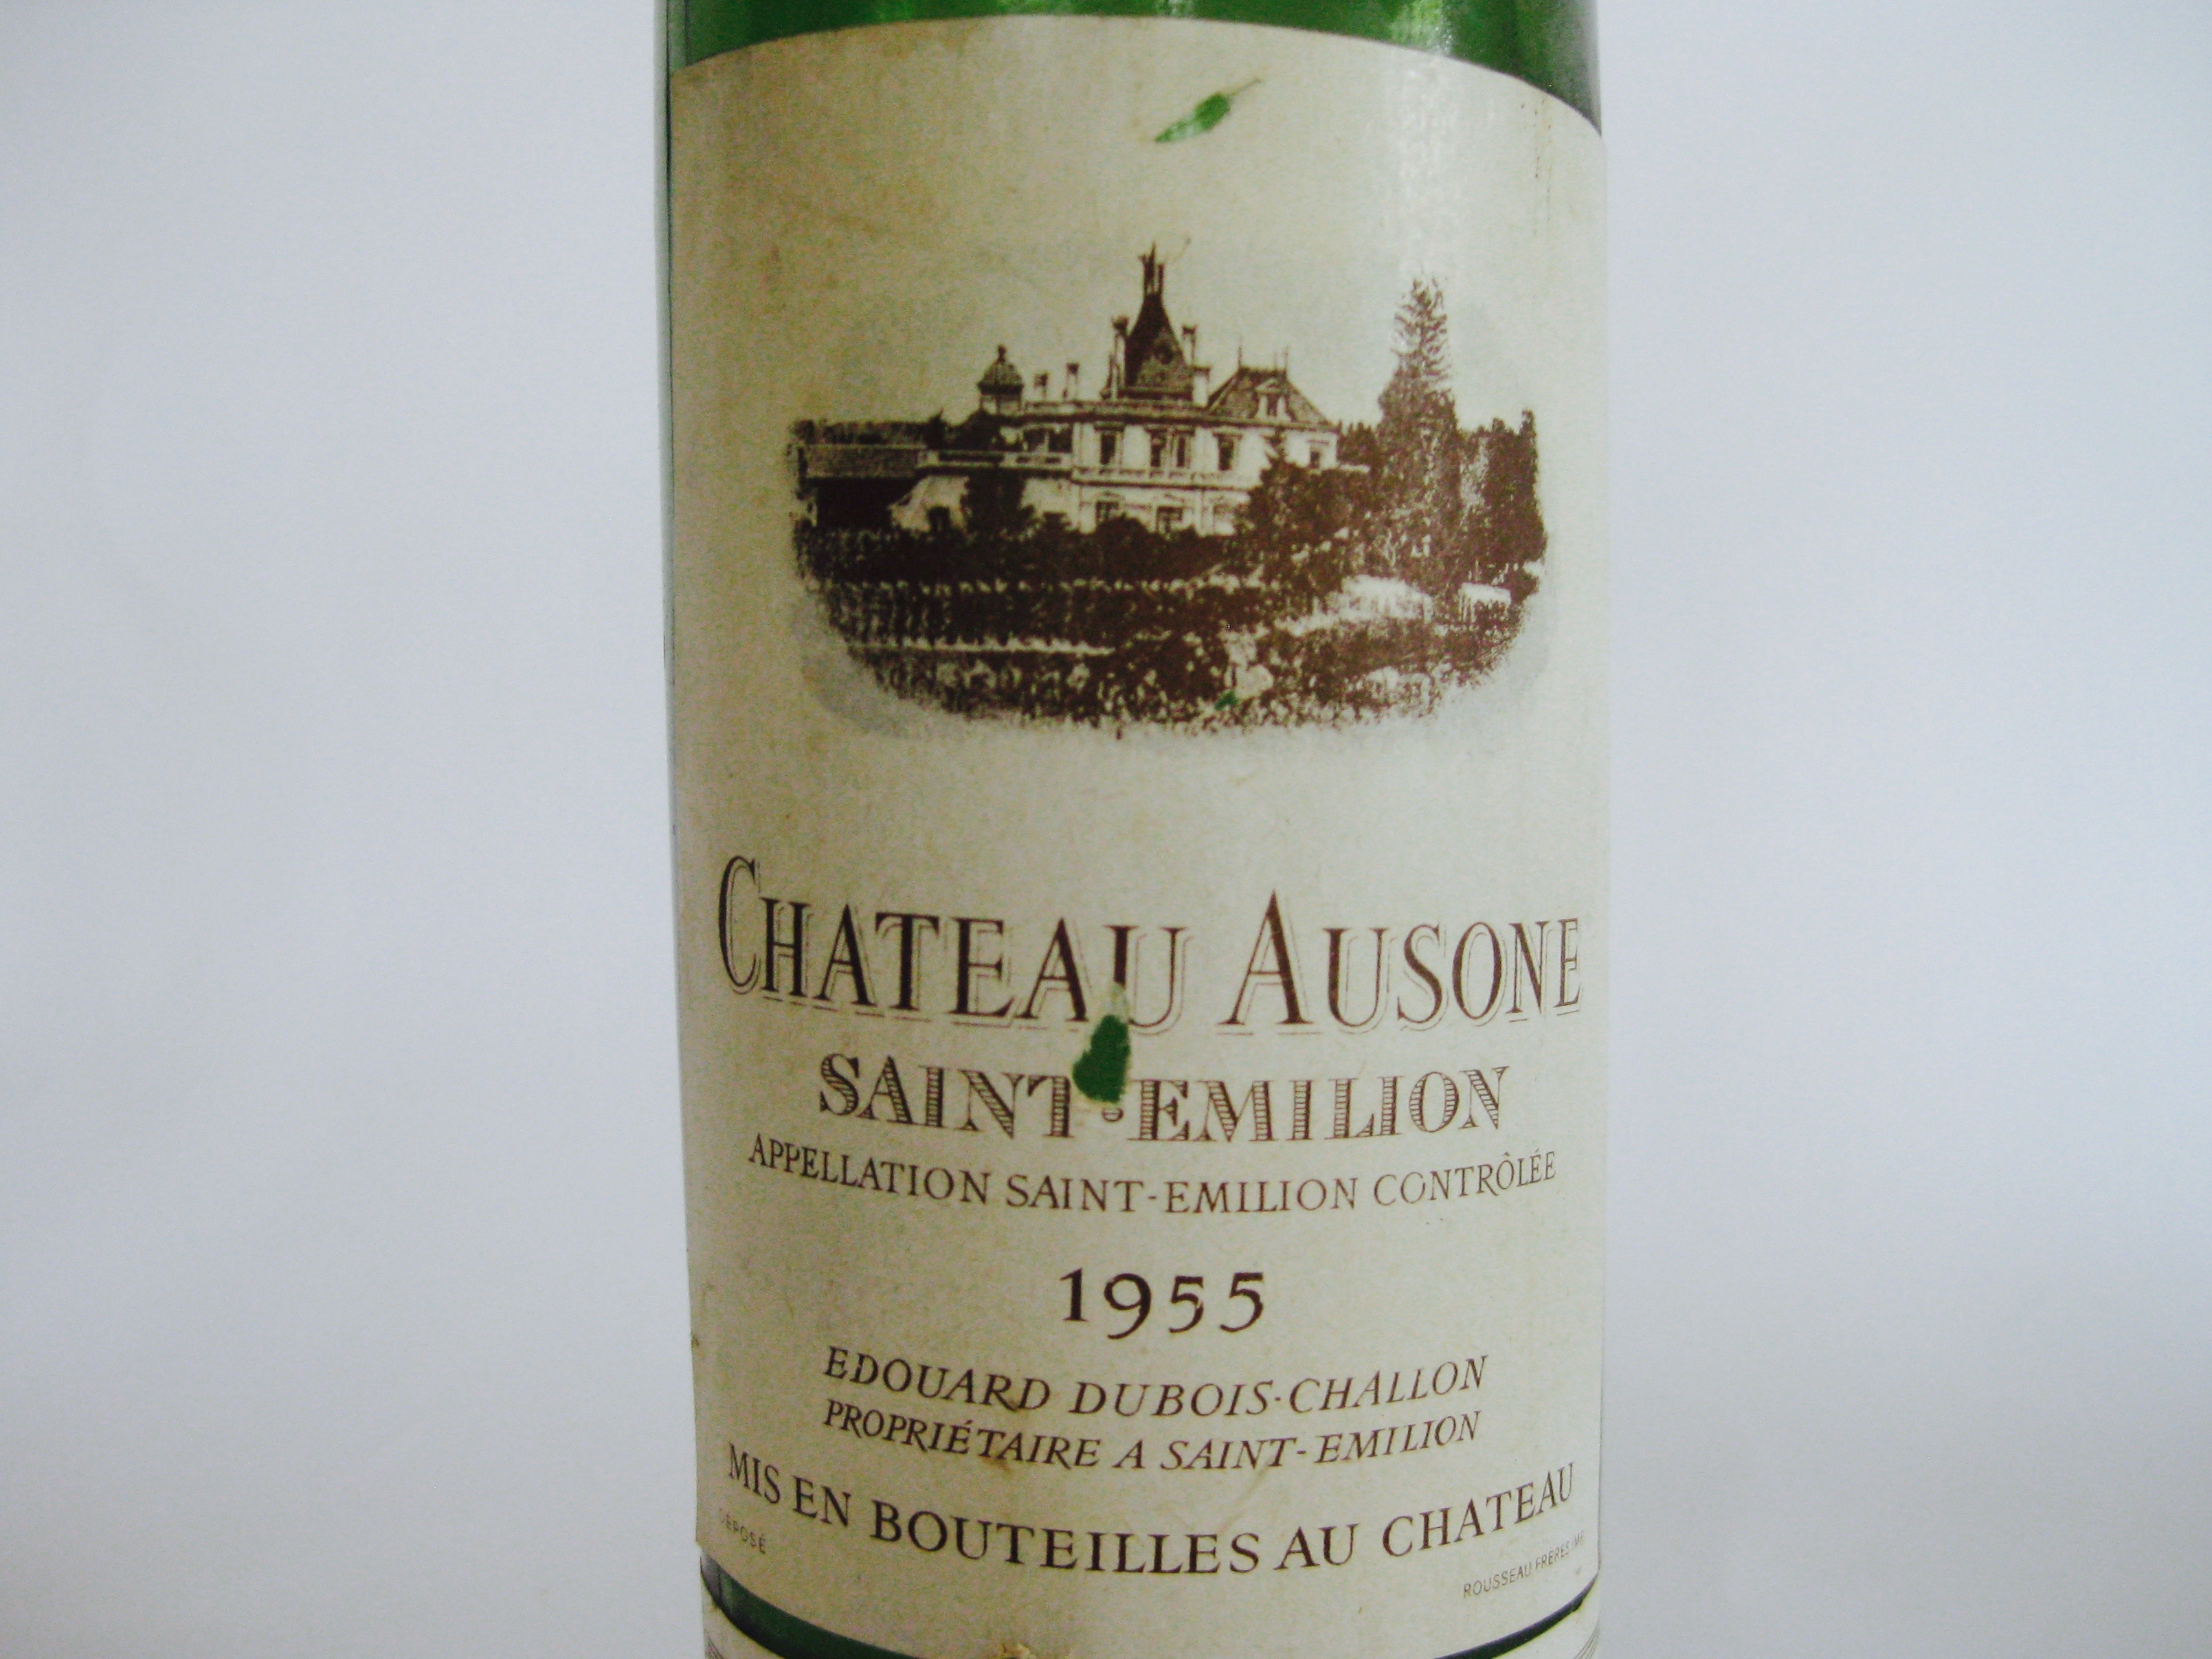 CHATEAU AUSONE
SAINT-EMILION
APPELLATION SAINT-EMILION CONTRÔLÉE
1955
EDOUARD DUBOIS-CHALLON
PROPRIÉTAIRE A SAINT-EMILION
MIS EN BOUTEILLES AU CHATEAU
DÉPOSÉ
ROUSSEAU FRERES